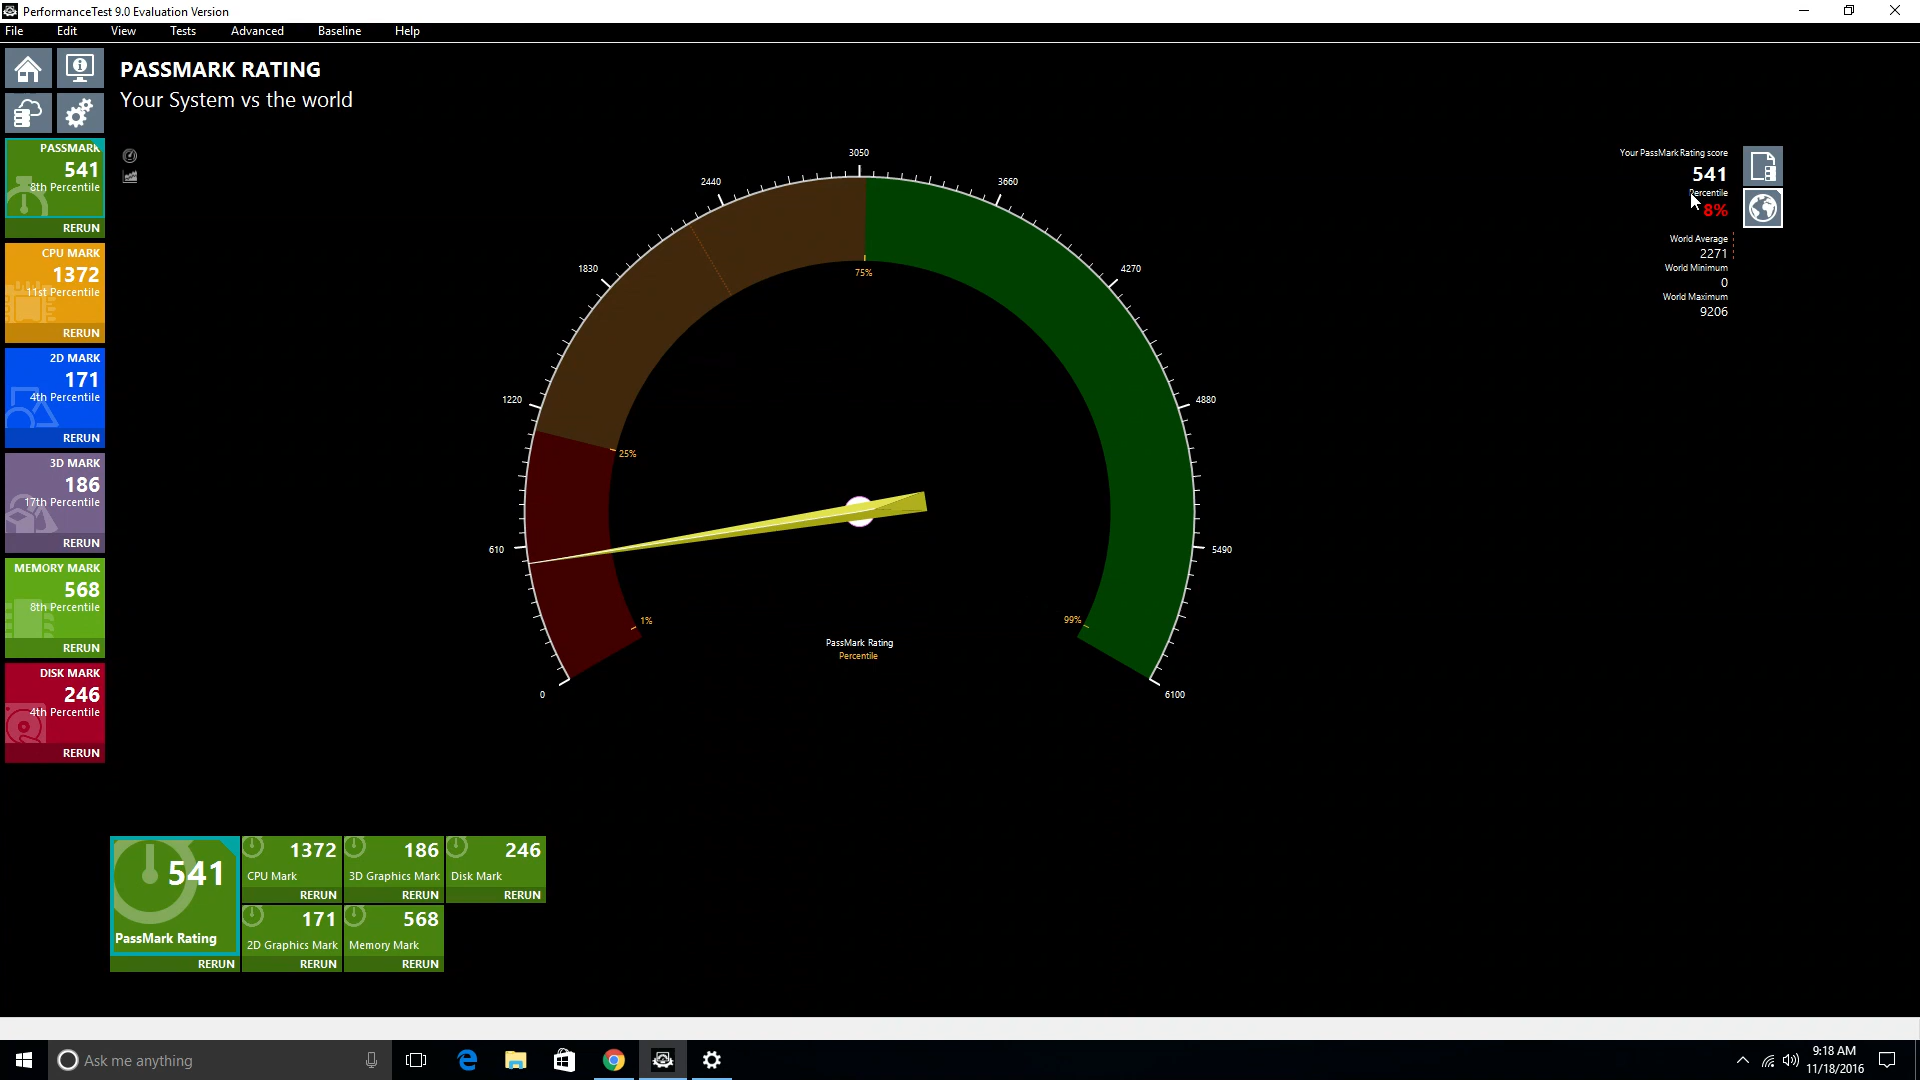 PerformanceTest 9.0 Evaluation Version
File Edit View Tests Advanced Baseline Help
PASSMARK RATING
Your System vs the world
PASSMARK
541
8th Percentile
RERUN
CPU MARK
1372
11st Percentile
RERUN
2D MARK
171
4th Percentile
RERUN
3D MARK
186
17th Percentile
RERUN
MEMORY MARK
568
8th Percentile
RERUN
DISK MARK
246
4th Percentile
RERUN
0
610
1220
1830
2440
3050
3660
4270
4880
5490
6100
1%
25%
75%
99%
PassMark Rating
Percentile
Your PassMark Rating score
541
Percentile
8%
World Average
2271
World Minimum
0
World Maximum
9206
541
PassMark Rating
RERUN
1372
CPU Mark
RERUN
186
3D Graphics Mark
RERUN
246
Disk Mark
RERUN
171
2D Graphics Mark
RERUN
568
Memory Mark
RERUN
Ask me anything
9:18 AM
11/18/2016